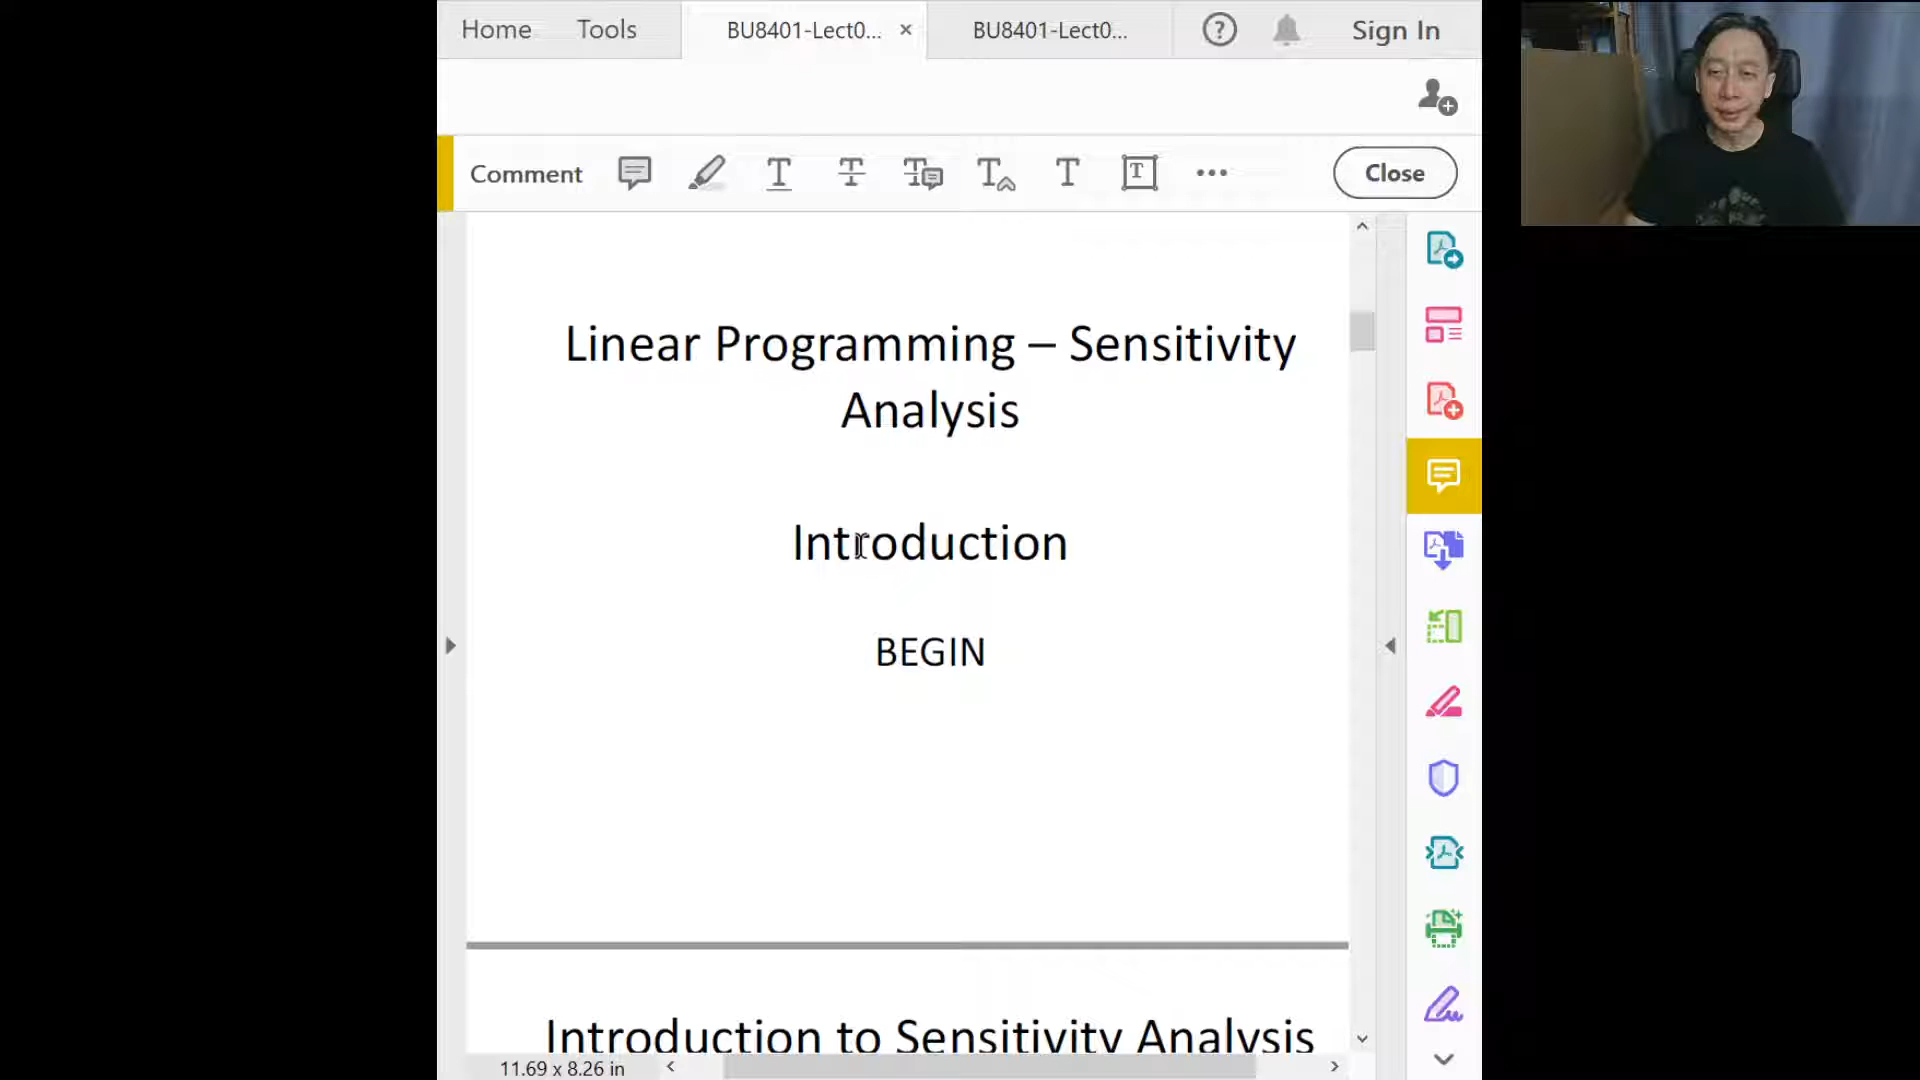 Home Tools BU8401-Lect0... × BU8401-Lect0... ? Sign In
Comment T T T T T T ... Close
Linear Programming – Sensitivity
Analysis
Introduction
BEGIN
Introduction to Sensitivity Analysis
11.69 x 8.26 in